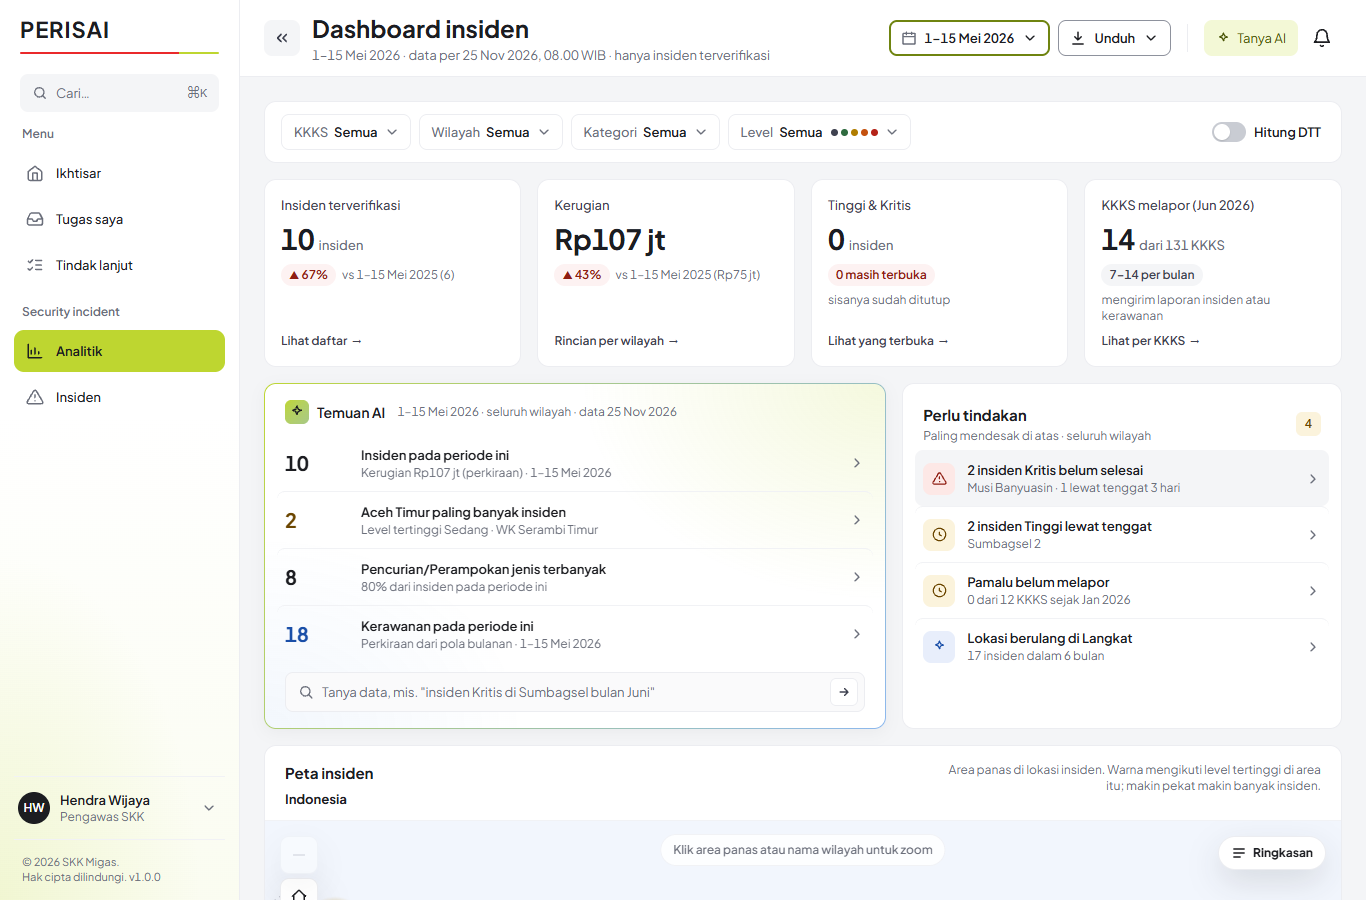 PERISAI
Cari...
⌘K
Menu
Ikhtisar
Tugas saya
Tindak lanjut
Security incident
Analitik
Insiden
HW
Hendra Wijaya
Pengawas SKK
© 2026 SKK Migas.
Hak cipta dilindungi. v1.0.0
Dashboard insiden
1–15 Mei 2026 · data per 25 Nov 2026, 08.00 WIB · hanya insiden terverifikasi
1–15 Mei 2026
Unduh
Tanya AI
KKKS Semua
Wilayah Semua
Kategori Semua
Level Semua
Hitung DTT
Insiden terverifikasi
10 insiden
▲ 67% vs 1–15 Mei 2025 (6)
Lihat daftar →
Kerugian
Rp107 jt
▲ 43% vs 1–15 Mei 2025 (Rp75 jt)
Rincian per wilayah →
Tinggi & Kritis
0 insiden
0 masih terbuka
sisanya sudah ditutup
Lihat yang terbuka →
KKKS melapor (Jun 2026)
14 dari 131 KKKS
7–14 per bulan
mengirim laporan insiden atau
kerawanan
Lihat per KKKS →
Temuan AI 1–15 Mei 2026 · seluruh wilayah · data 25 Nov 2026
10
Insiden pada periode ini
Kerugian Rp107 jt (perkiraan) · 1–15 Mei 2026
2
Aceh Timur paling banyak insiden
Level tertinggi Sedang · WK Serambi Timur
8
Pencurian/Perampokan jenis terbanyak
80% dari insiden pada periode ini
18
Kerawanan pada periode ini
Perkiraan dari pola bulanan · 1–15 Mei 2026
Tanya data, mis. "insiden Kritis di Sumbagsel bulan Juni"
Perlu tindakan
Paling mendesak di atas · seluruh wilayah
4
2 insiden Kritis belum selesai
Musi Banyuasin · 1 lewat tenggat 3 hari
2 insiden Tinggi lewat tenggat
Sumbagsel 2
Pamalu belum melapor
0 dari 12 KKKS sejak Jan 2026
Lokasi berulang di Langkat
17 insiden dalam 6 bulan
Peta insiden
Indonesia
Area panas di lokasi insiden. Warna mengikuti level tertinggi di area
itu; makin pekat makin banyak insiden.
Klik area panas atau nama wilayah untuk zoom
Ringkasan